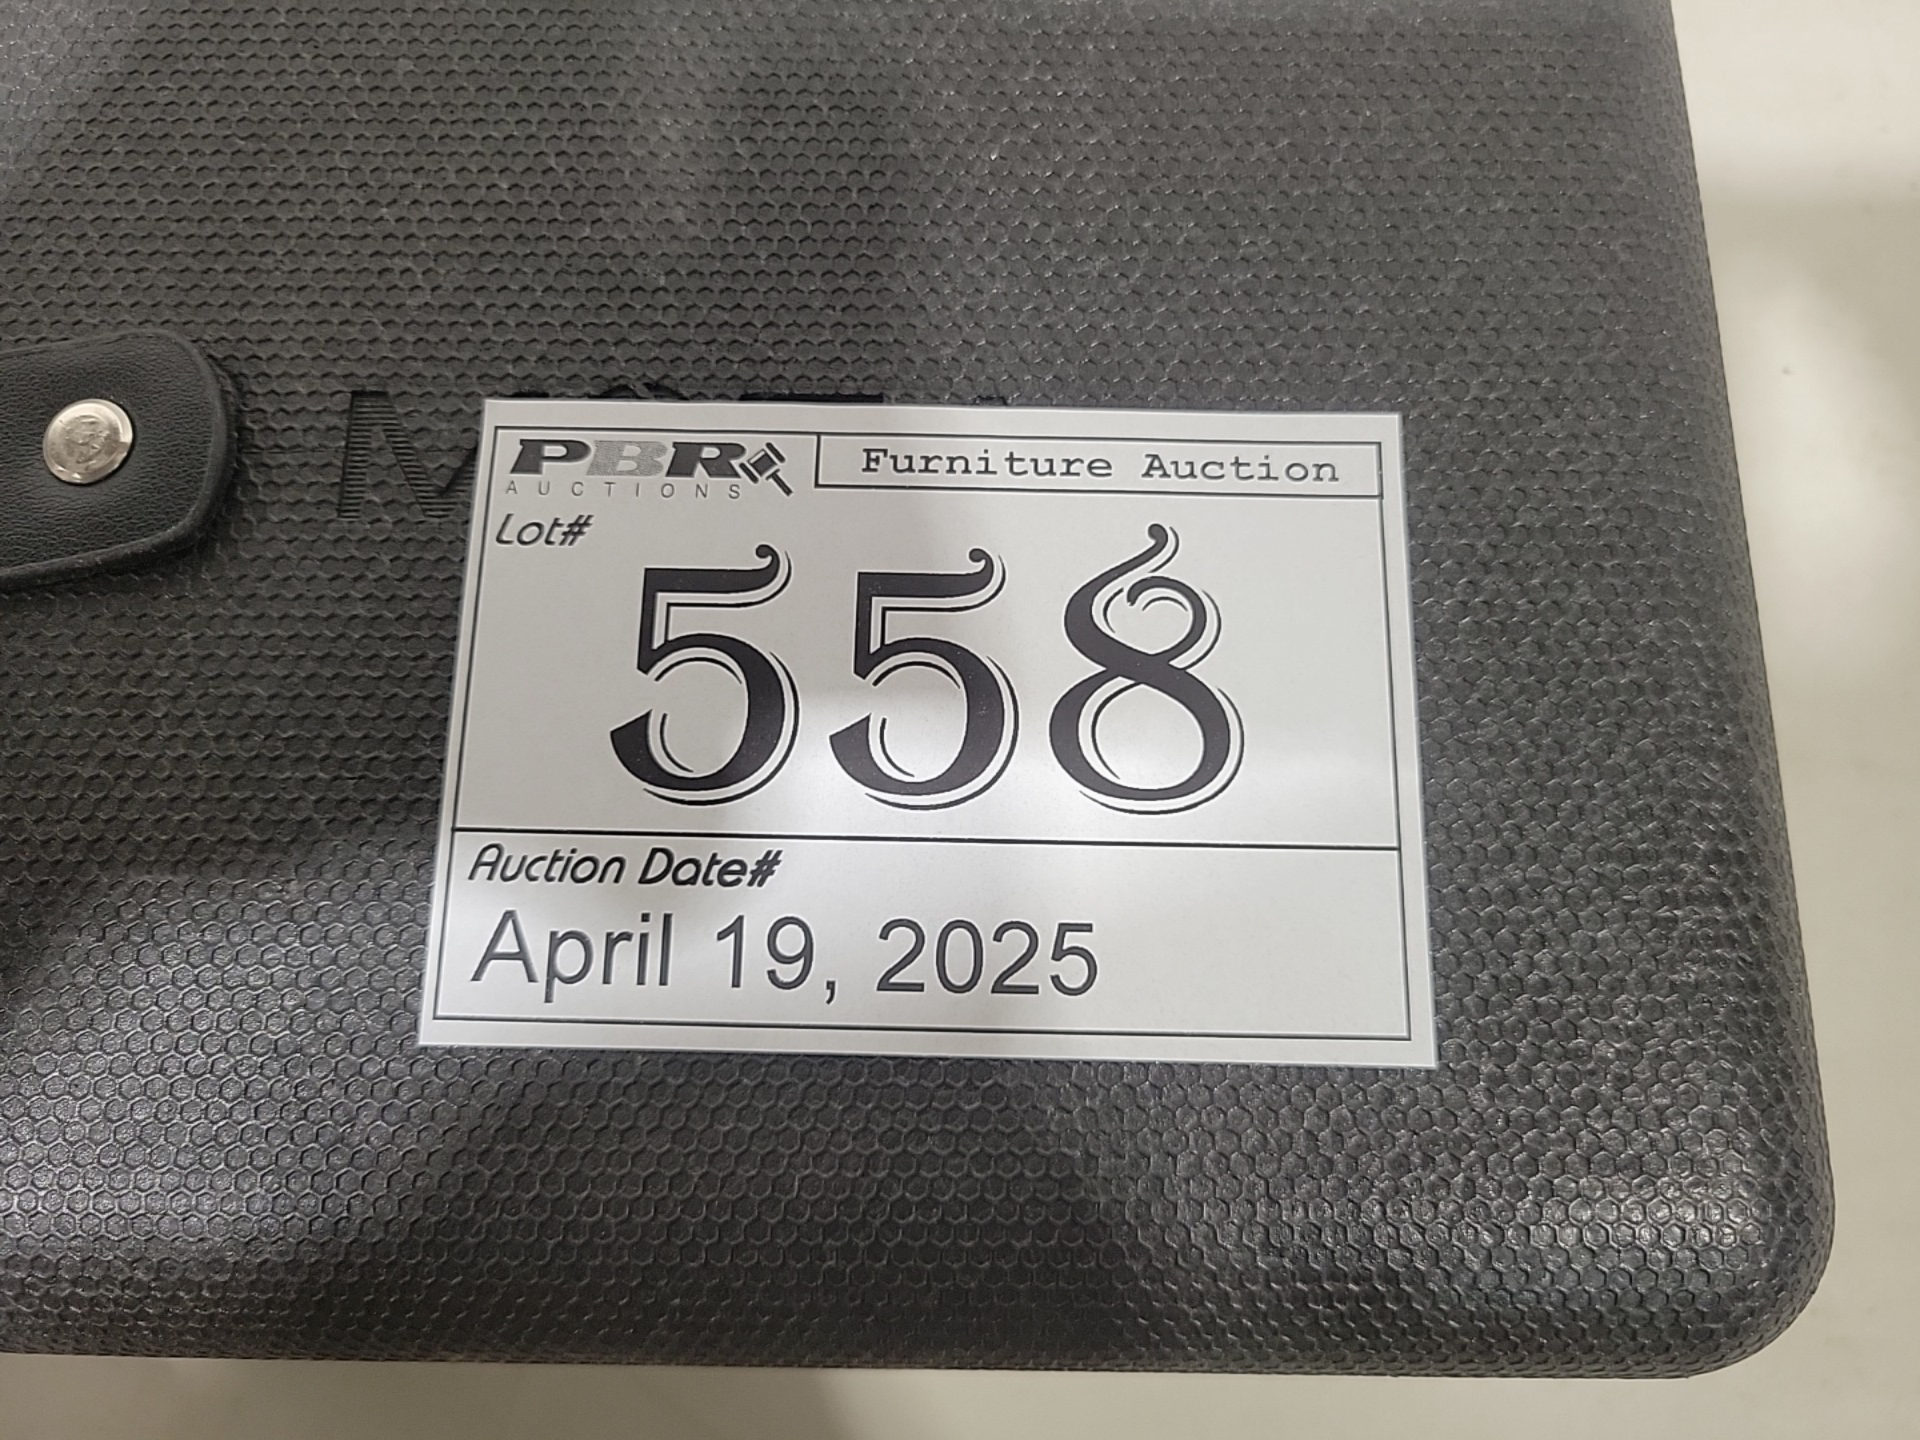 PBR
AUCTIONS
Furniture Auction
Lot#
558
Auction Date#
April 19, 2025